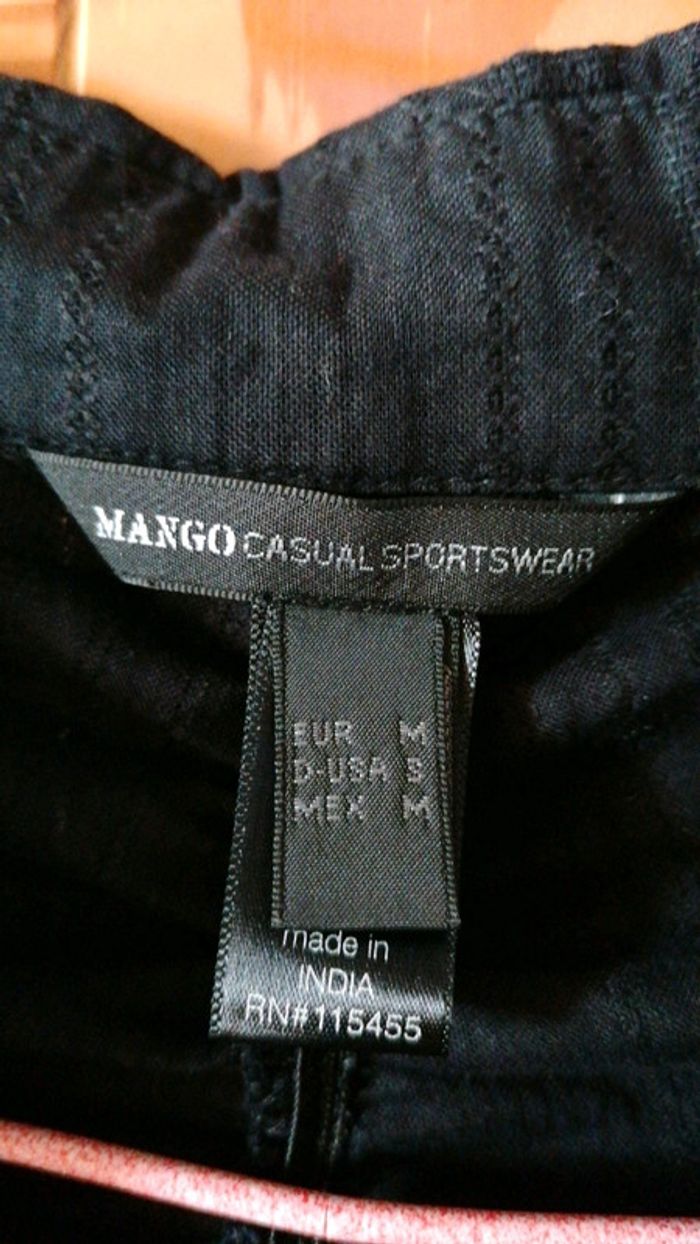 MANGO CASUAL SPORTSWEAR
EUR M
D-USA S
MEX M
made in
INDIA
RN#115455